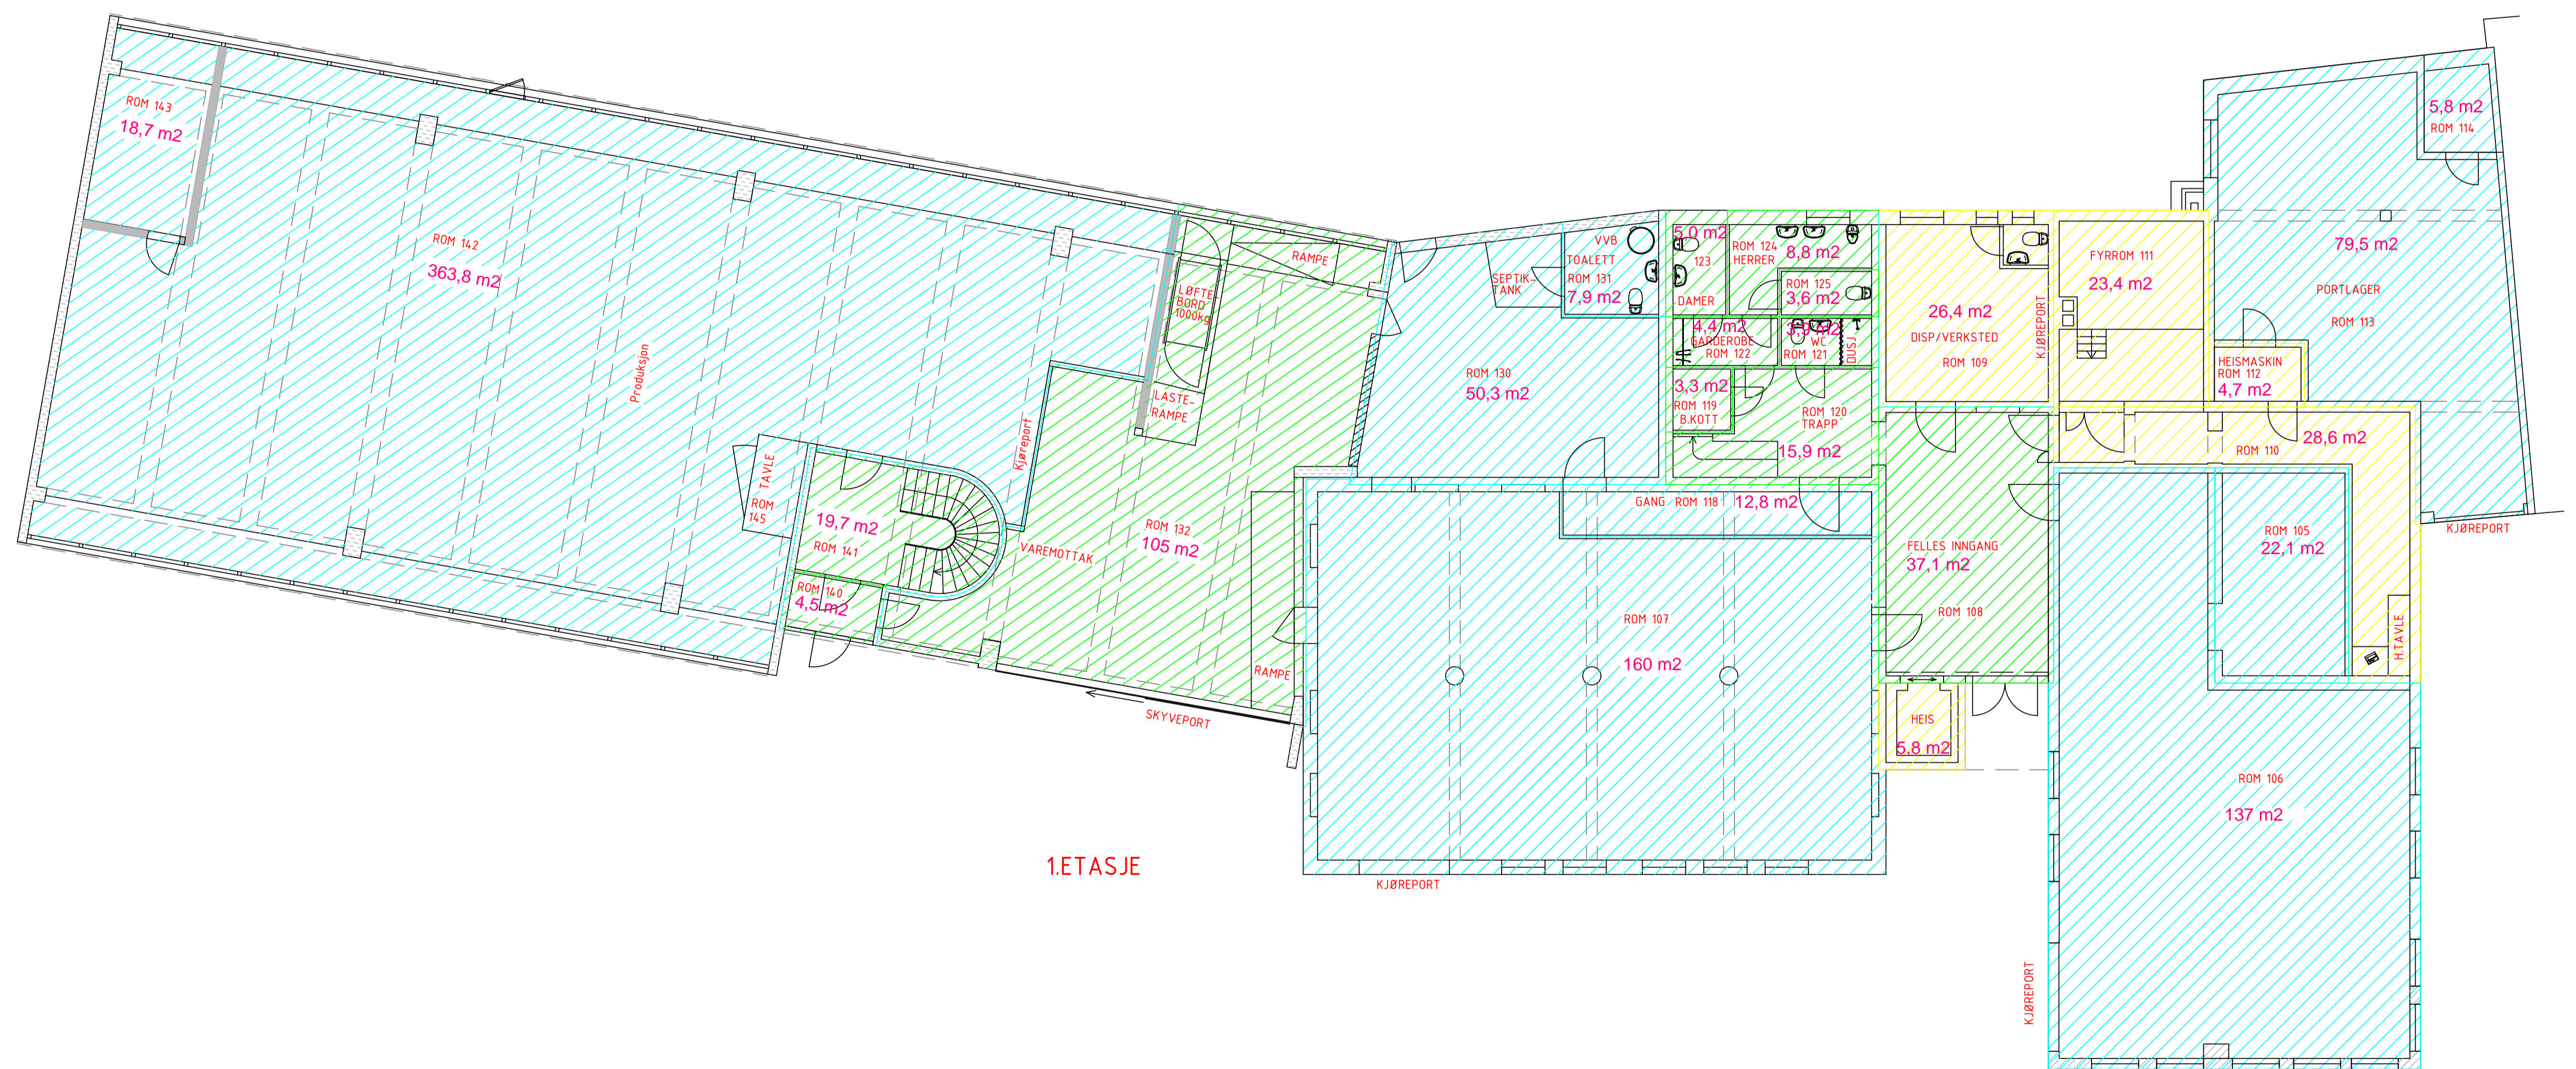 ROM 143
18,7 m2
ROM 142
363,8 m2
Produksjon
TAVLE
ROM
145
19,7 m2
ROM 141
ROM 140
4,5 m2
Kjøreport
VAREMOTTAK
ROM 132
105 m2
LØFTE-
BORD
1000kg
RAMPE
LASTE-
RAMPE
RAMPE
SKYVEPORT
1.ETASJE
ROM 130
50,3 m2
SEPTIK-
TANK
VVB
TOALETT
ROM 131
7,9 m2
5,0 m2
123
DAMER
ROM 124
HERRER
8,8 m2
ROM 125
3,6 m2
4,4 m2
GARDEROBE
ROM 122
3,9 m2
WC
ROM 121
DUSJ
3,3 m2
ROM 119
B.KOTT
ROM 120
TRAPP
15,9 m2
GANG ROM 118
12,8 m2
ROM 107
160 m2
KJØREPORT
26,4 m2
DISP/VERKSTED
ROM 109
KJØREPORT
FYRROM 111
23,4 m2
FELLES INNGANG
37,1 m2
ROM 108
HEIS
5,8 m2
5,8 m2
ROM 114
79,5 m2
PORTLAGER
ROM 113
HEISMASKIN
ROM 112
4,7 m2
28,6 m2
ROM 110
ROM 105
22,1 m2
H.TAVLE
KJØREPORT
ROM 106
137 m2
KJØREPORT